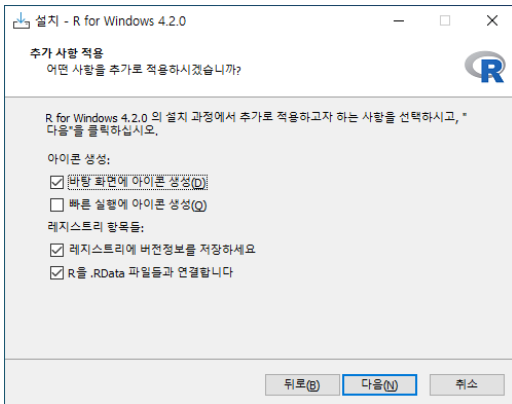 설치 - R for Windows 4.2.0
추가 사항 적용
어떤 사항을 추가로 적용하시겠습니까?
R
R for Windows 4.2.0 의 설치 과정에서 추가로 적용하고자 하는 사항을 선택하시고, "
다음"을 클릭하십시오.
아이콘 생성:
바탕 화면에 아이콘 생성(D)
빠른 실행에 아이콘 생성(Q)
레지스트리 항목들:
레지스트리에 버전정보를 저장하세요
R을 .RData 파일들과 연결합니다
뒤로(B) 다음(N) 취소